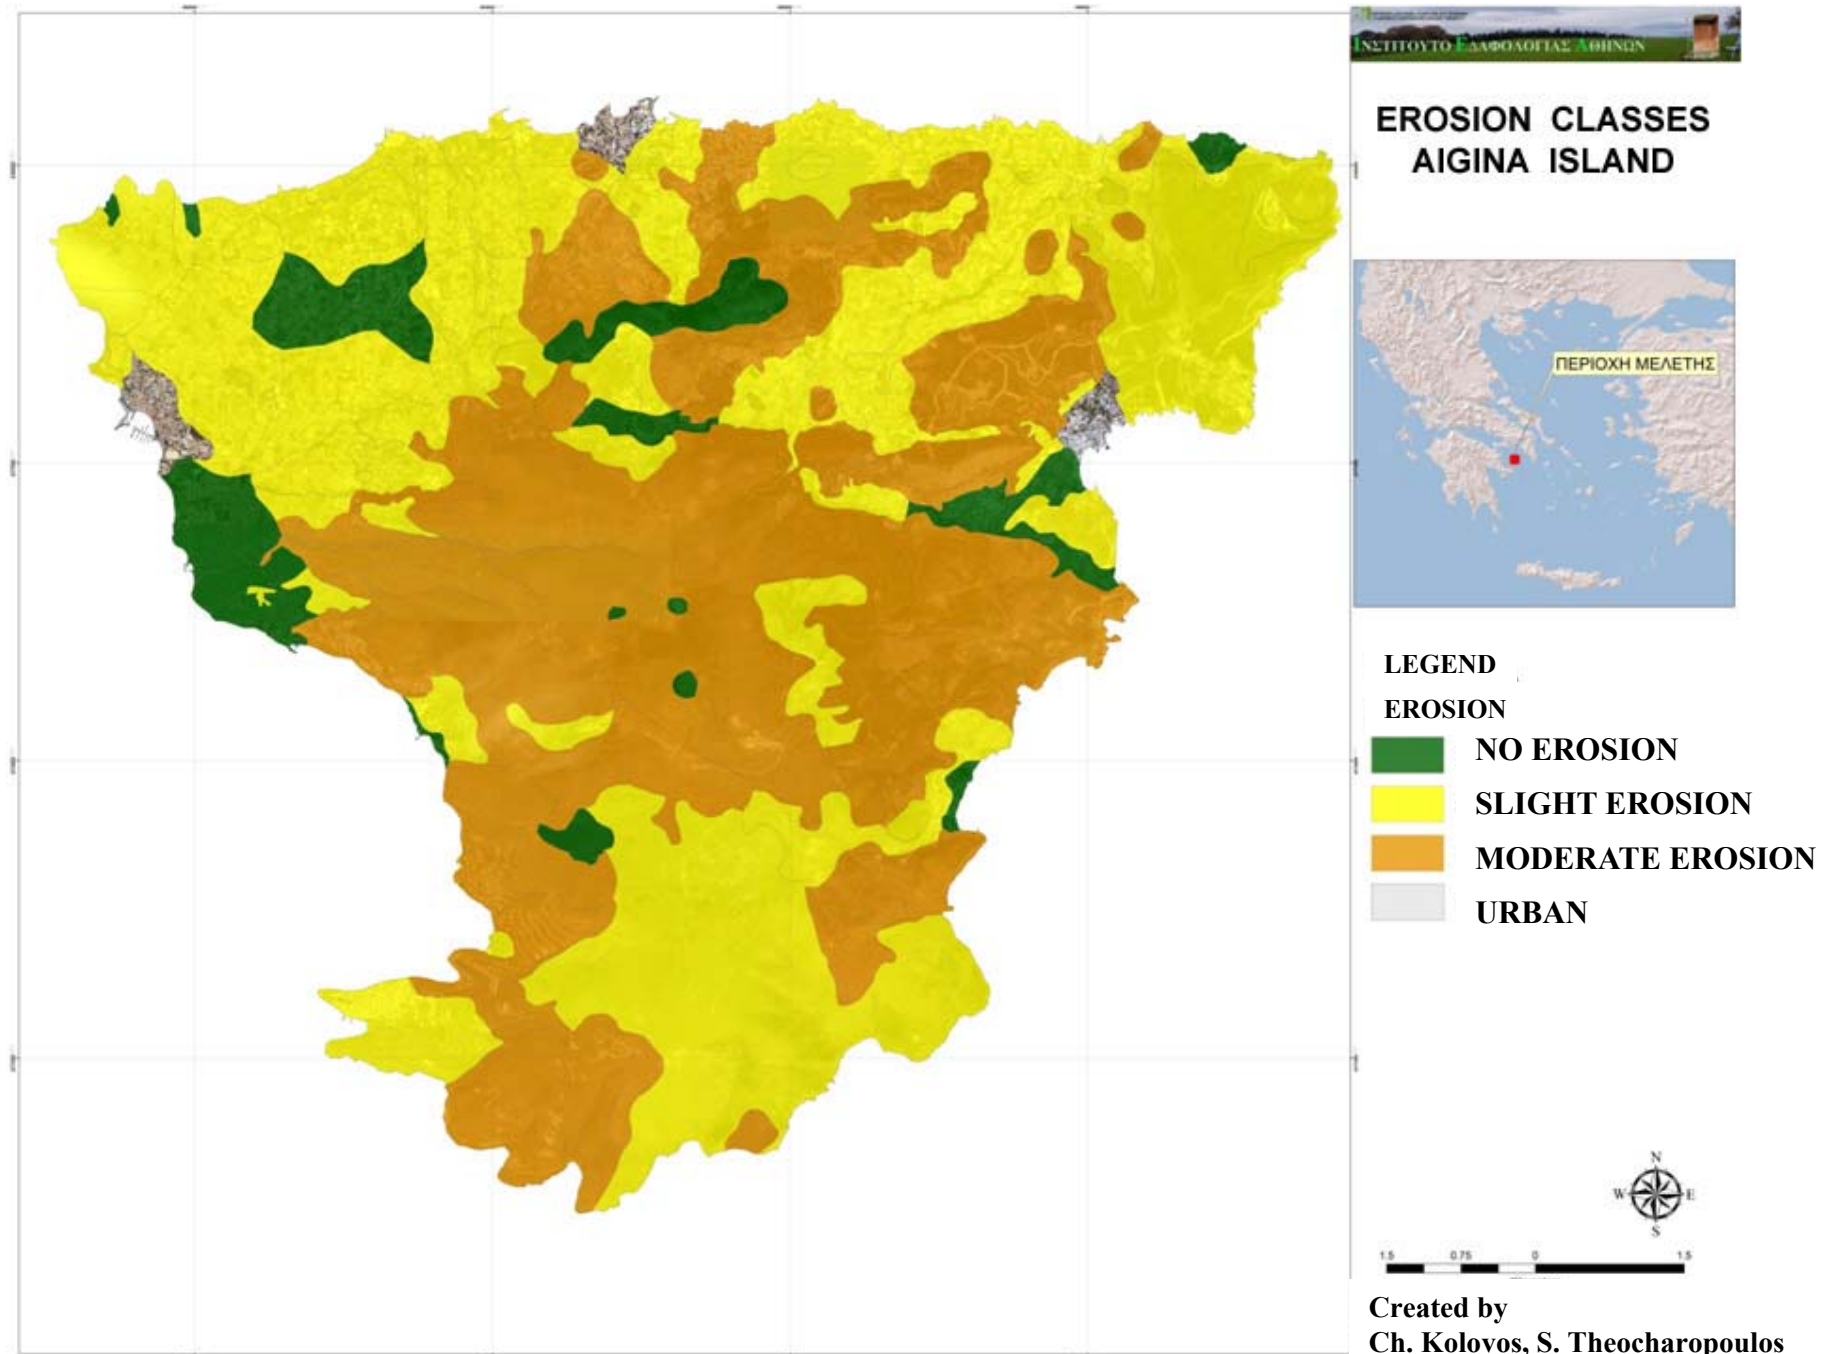 ΙΝΣΤΙΤΟΥΤΟ ΕΔΑΦΟΛΟΓΙΑΣ ΑΘΗΝΩΝ
EROSION CLASSES
AIGINA ISLAND
ΠΕΡΙΟΧΗ ΜΕΛΕΤΗΣ
LEGEND
EROSION
NO EROSION
SLIGHT EROSION
MODERATE EROSION
URBAN
N
W E
S
1.5 0.75 0 1.5
Created by
Ch. Kolovos, S. Theocharopoulos